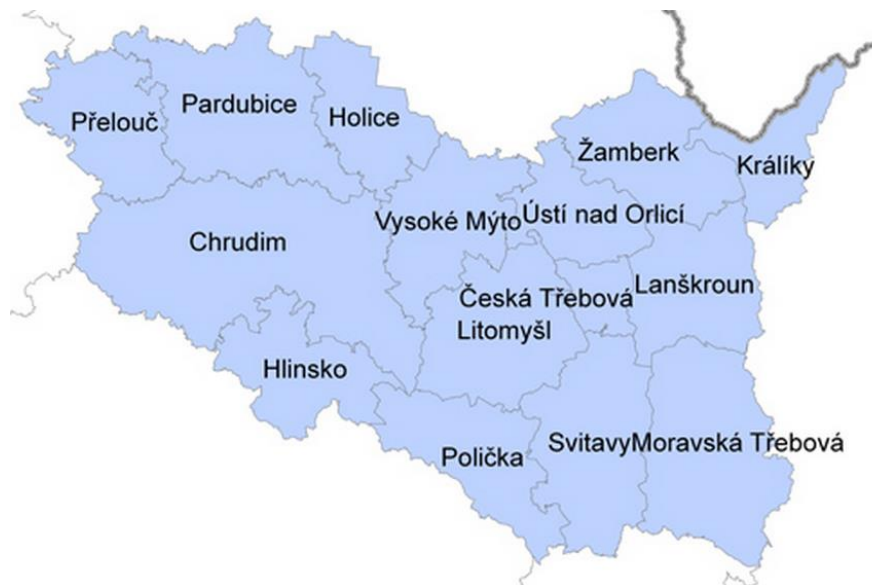 Přelouč
Pardubice
Holice
Žamberk
Králíky
Vysoké Mýto
Ústí nad Orlicí
Chrudim
Česká Třebová
Lanškroun
Litomyšl
Hlinsko
Polička
Svitavy
Moravská Třebová